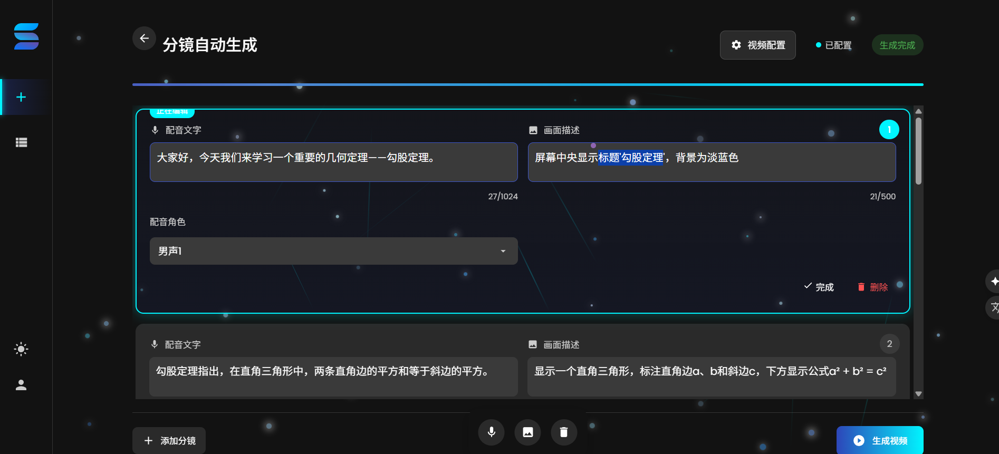 分镜自动生成
视频配置
已配置
生成完成
正在编辑
配音文字
画面描述
1
大家好，今天我们来学习一个重要的几何定理——勾股定理。
屏幕中央显示标题'勾股定理'，背景为淡蓝色
27/1024
21/500
配音角色
男声1
完成
删除
配音文字
画面描述
2
勾股定理指出，在直角三角形中，两条直角边的平方和等于斜边的平方。
显示一个直角三角形，标注直角边a、b和斜边c，下方显示公式a² + b² = c²
添加分镜
生成视频